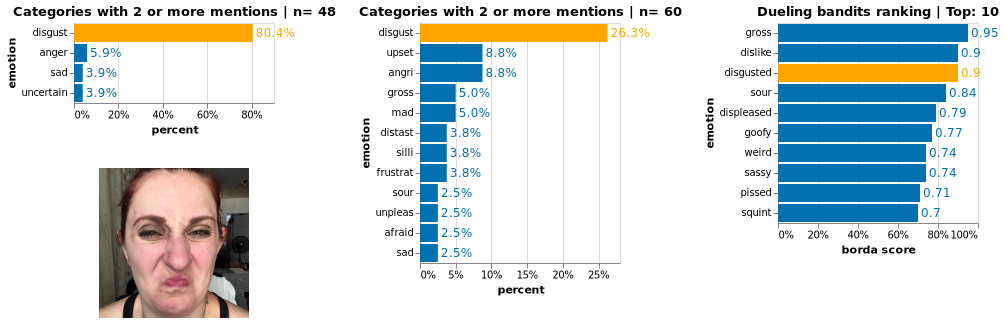 Categories with 2 or more mentions | n= 48
emotion
disgust 80.4%
anger 5.9%
sad 3.9%
uncertain 3.9%
0% 20% 40% 60% 80%
percent
Categories with 2 or more mentions | n= 60
emotion
disgust 26.3%
upset 8.8%
angri 8.8%
gross 5.0%
mad 5.0%
distast 3.8%
silli 3.8%
frustrat 3.8%
sour 2.5%
unpleas 2.5%
afraid 2.5%
sad 2.5%
0% 5% 10% 15% 20% 25%
percent
Dueling bandits ranking | Top: 10
emotion
gross 0.95
dislike 0.9
disgusted 0.9
sour 0.84
displeased 0.79
goofy 0.77
weird 0.74
sassy 0.74
pissed 0.71
squint 0.7
0% 20% 40% 60% 80% 100%
borda score